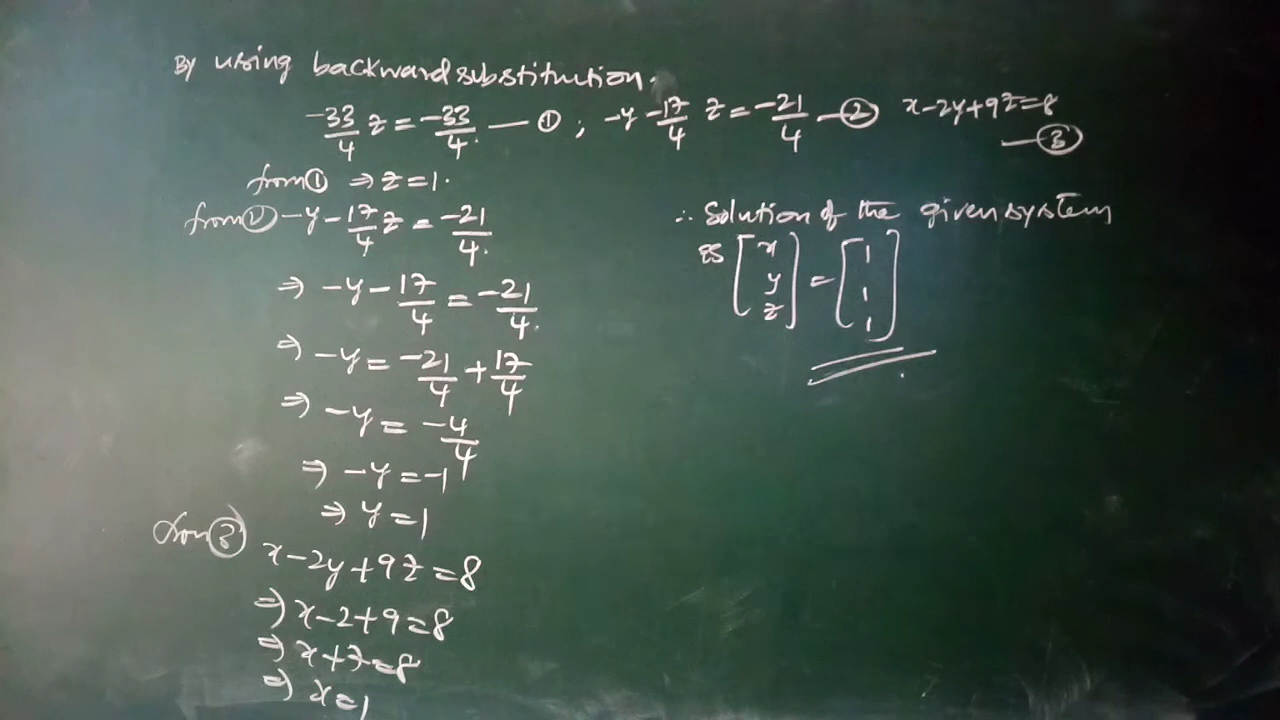 By using backward substitution.
-33/4 z = -33/4. — ① ; -y -17/4 z = -21/4 — ② x-2y+9z=8
— ③
from ① ⇒ z=1.
from ② -y -17/4 z = -21/4.
⇒ -y - 17/4 = -21/4.
⇒ -y = -21/4 + 17/4
⇒ -y = -4/4
⇒ -y = -1
⇒ y = 1
from ③
x-2y+9z=8
⇒ x-2+9=8
⇒ x+7=8
⇒ x=1
∴ Solution of the given system
is [x y z] = [1 1 1]